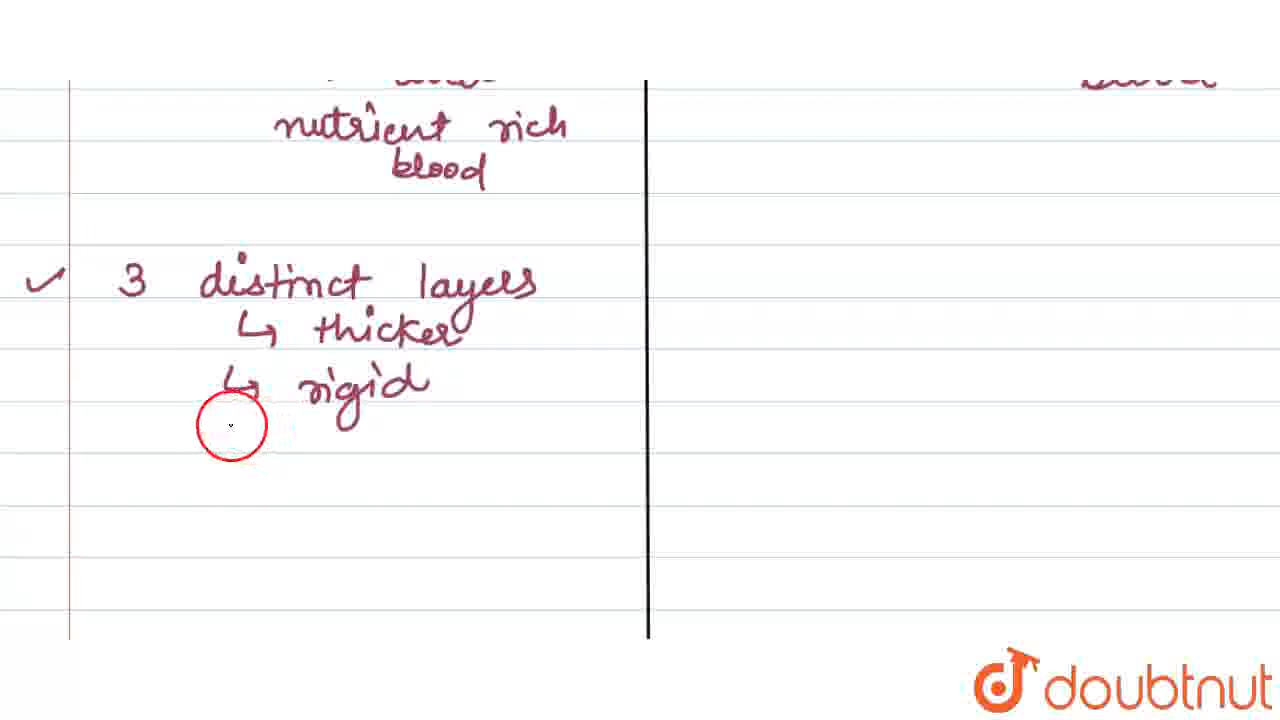 nutrient rich
blood
✓ 3 distinct layers
↳ thicker
↳ rigid
doubtnut